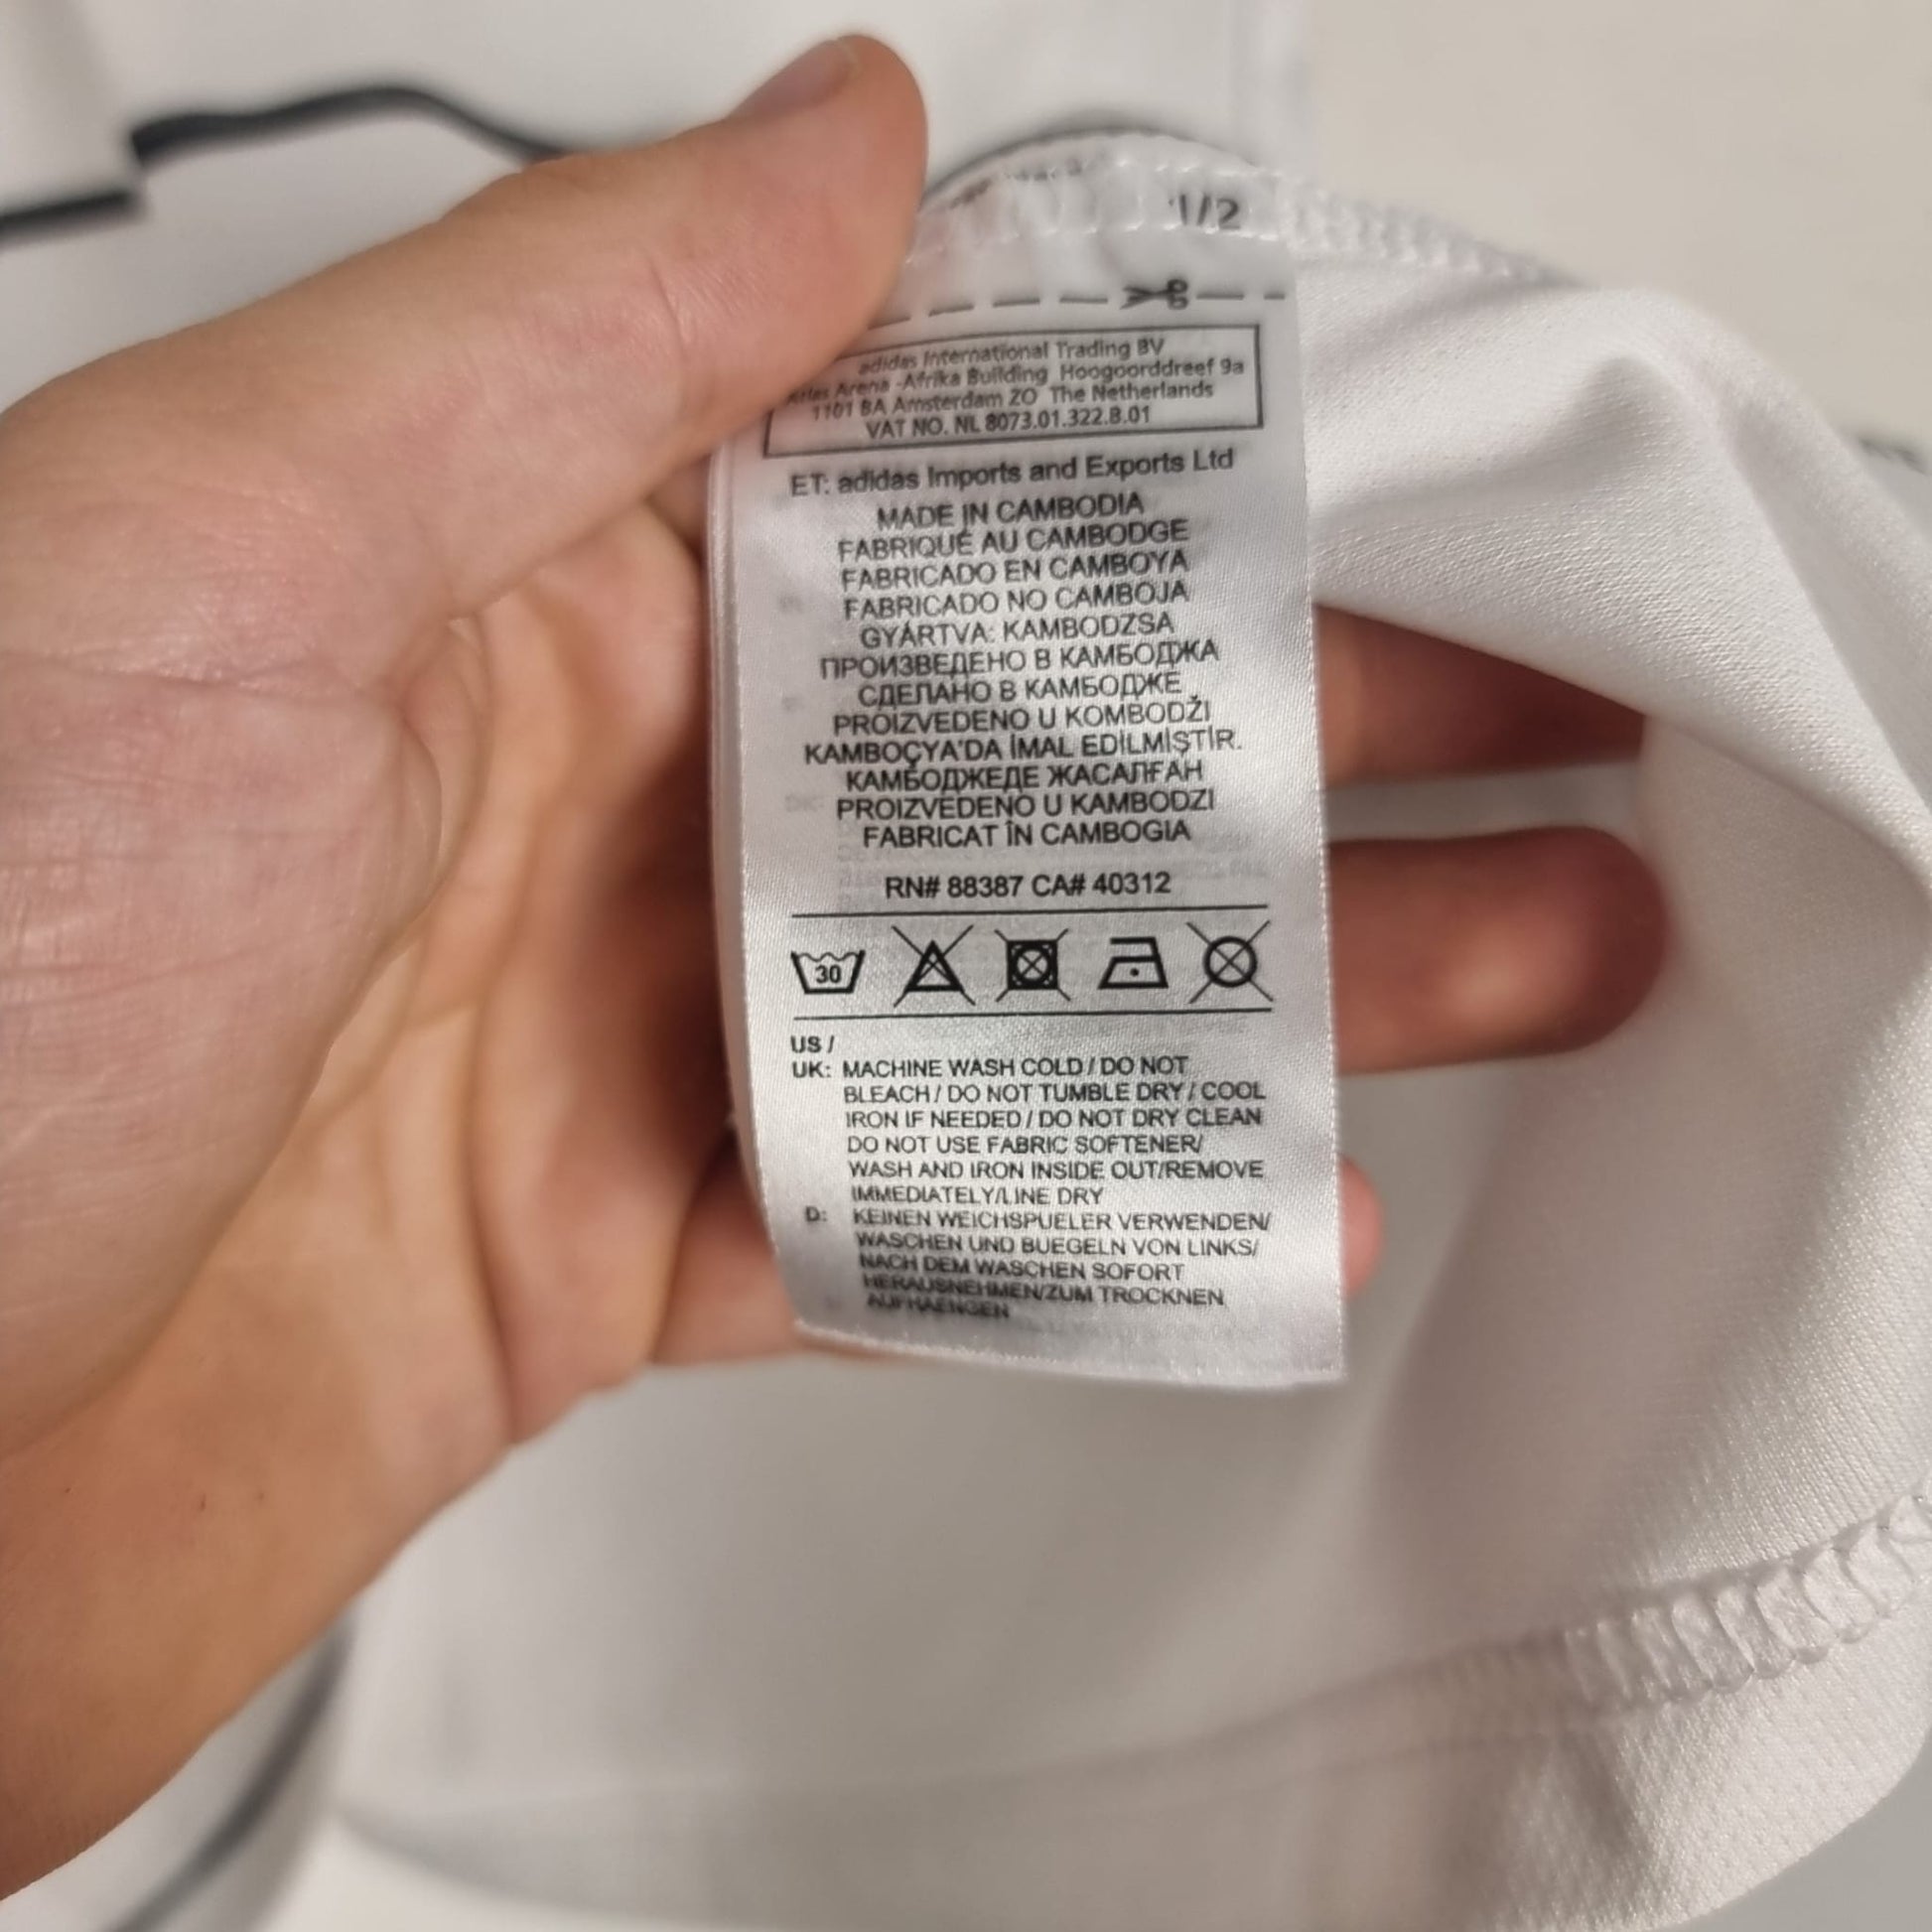 1/2
adidas International Trading BV
Atlas Arena -Afrika Building Hoogoorddreef 9a
1101 BA Amsterdam ZO The Netherlands
VAT NO. NL 8073.01.322.B.01
ET: adidas Imports and Exports Ltd
MADE IN CAMBODIA
FABRIQUÉ AU CAMBODGE
FABRICADO EN CAMBOYA
FABRICADO NO CAMBOJA
GYÁRTVA: KAMBODZSA
ПРОИЗВЕДЕНО В КАМБОДЖА
СДЕЛАНО В КАМБОДЖЕ
PROIZVEDENO U KOMBODŽI
KAMBOÇYA'DA İMAL EDİLMİŞTİR.
КАМБОДЖЕДЕ ЖАСАЛҒАН
PROIZVEDENO U KAMBODZI
FABRICAT ÎN CAMBOGIA
RN# 88387 CA# 40312
30
US /
UK: MACHINE WASH COLD / DO NOT
BLEACH / DO NOT TUMBLE DRY / COOL
IRON IF NEEDED / DO NOT DRY CLEAN
DO NOT USE FABRIC SOFTENER/
WASH AND IRON INSIDE OUT/REMOVE
IMMEDIATELY/LINE DRY
D: KEINEN WEICHSPUELER VERWENDEN/
WASCHEN UND BUEGELN VON LINKS/
NACH DEM WASCHEN SOFORT
HERAUSNEHMEN/ZUM TROCKNEN
AUFHAENGEN